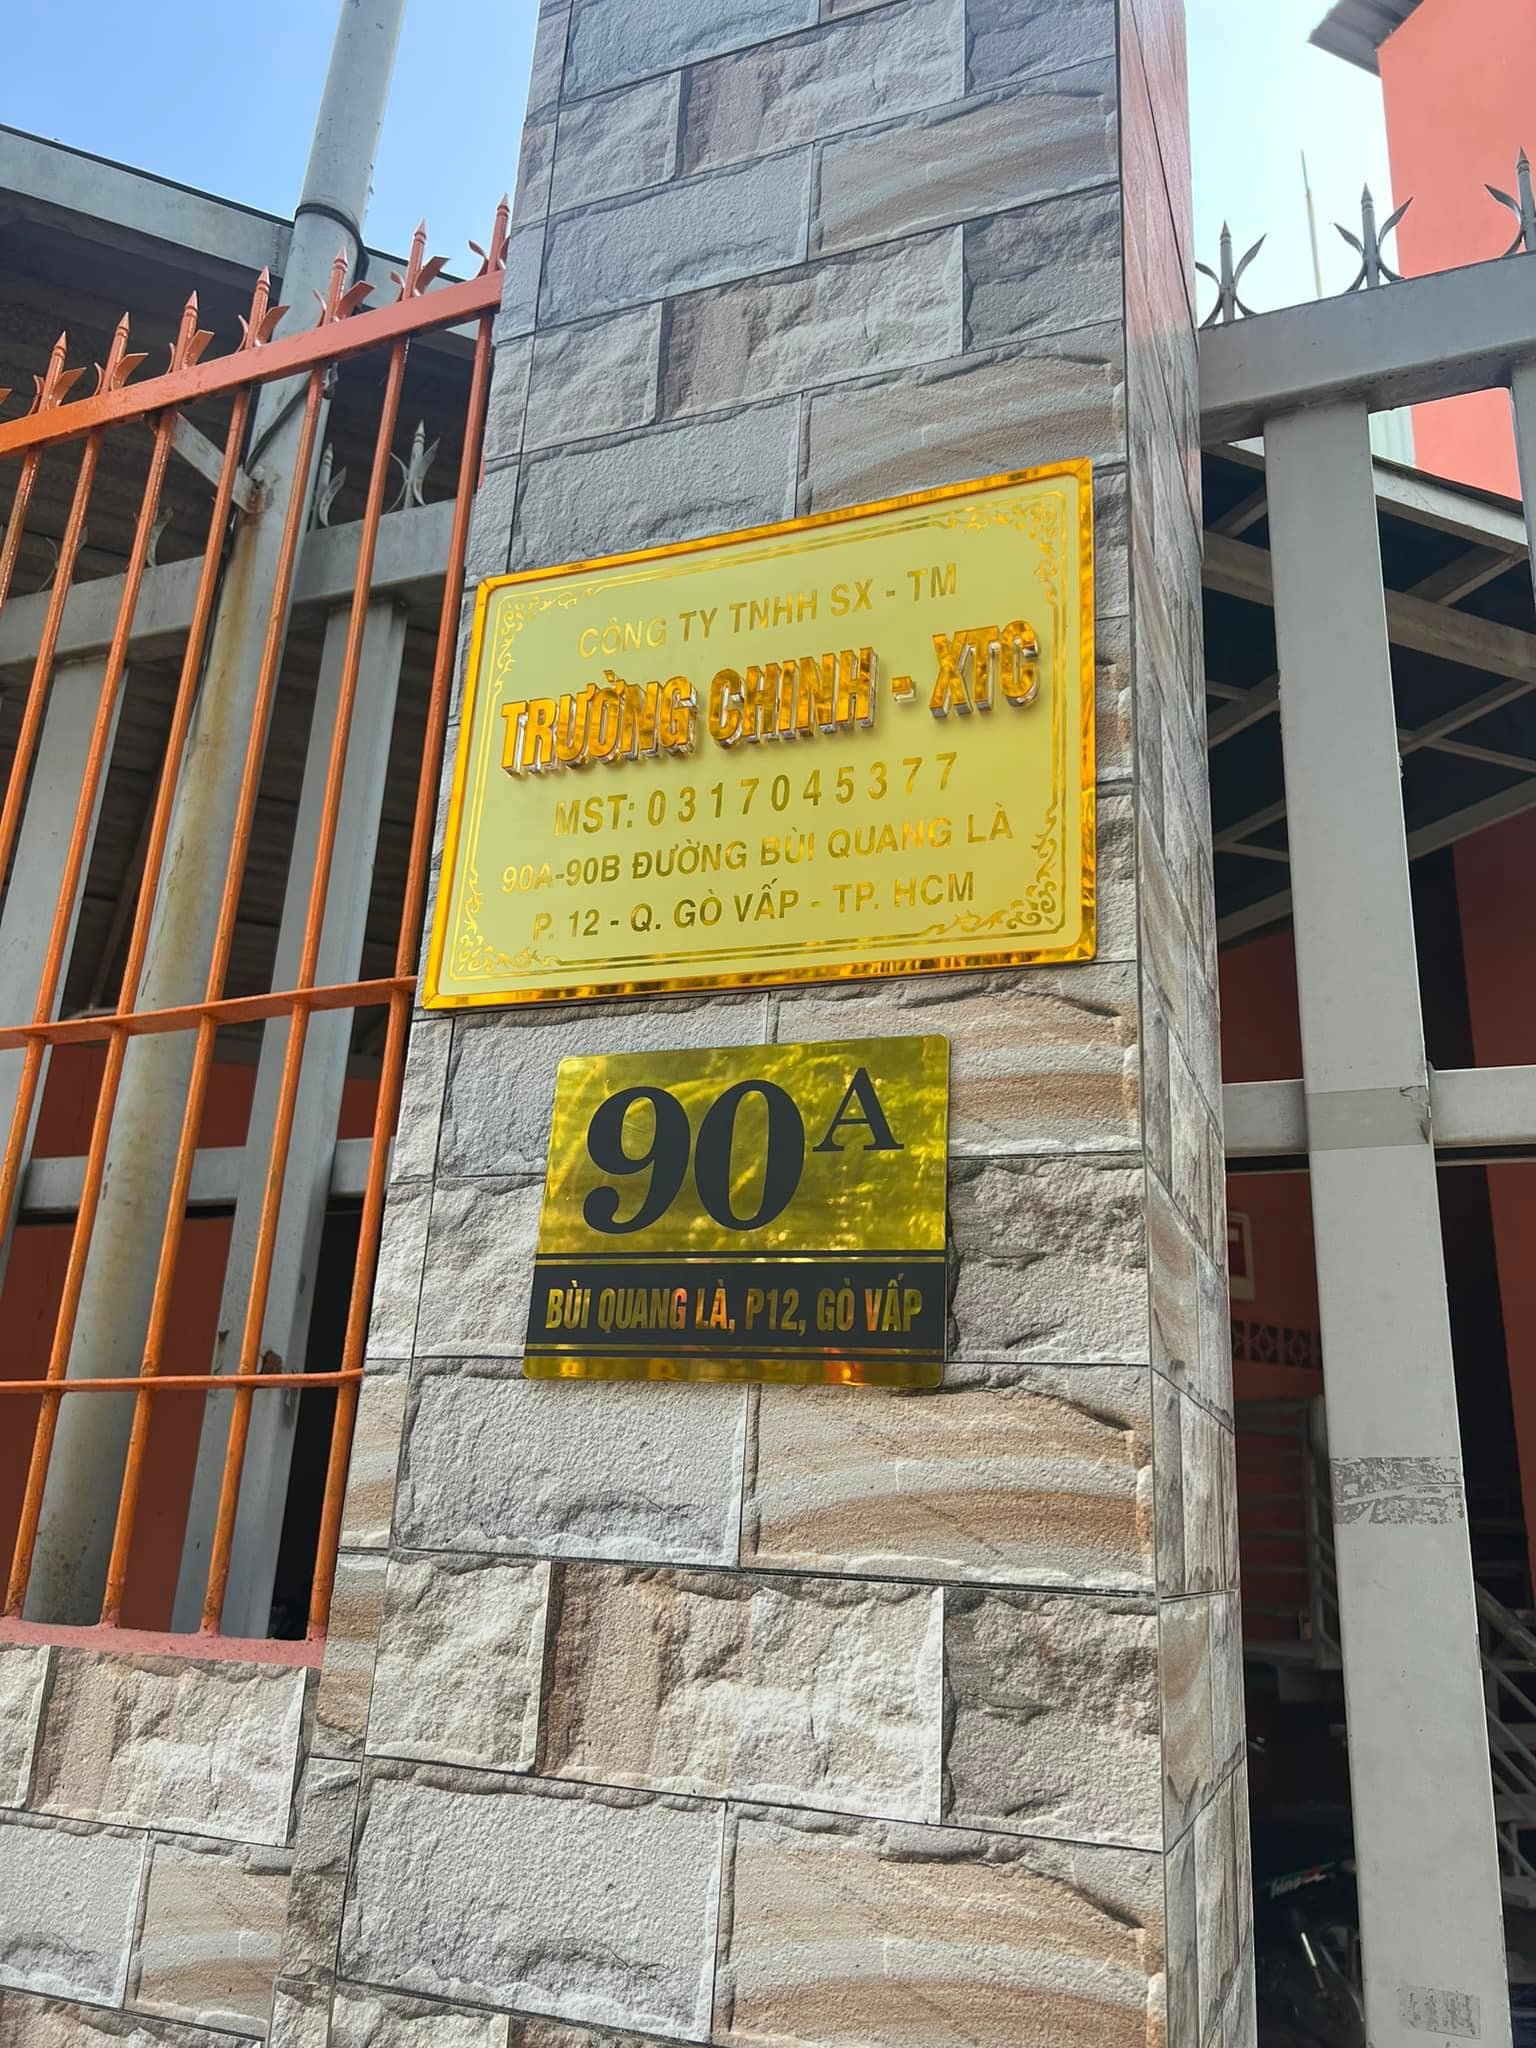 CÔNG TY TNHH SX - TM
TRƯỜNG CHINH - XTC
MST: 0317045377
90A-90B ĐƯỜNG BÙI QUANG LÀ
P. 12 - Q. GÒ VẤP - TP. HCM
90A
BÙI QUANG LÀ, P12, GÒ VẤP